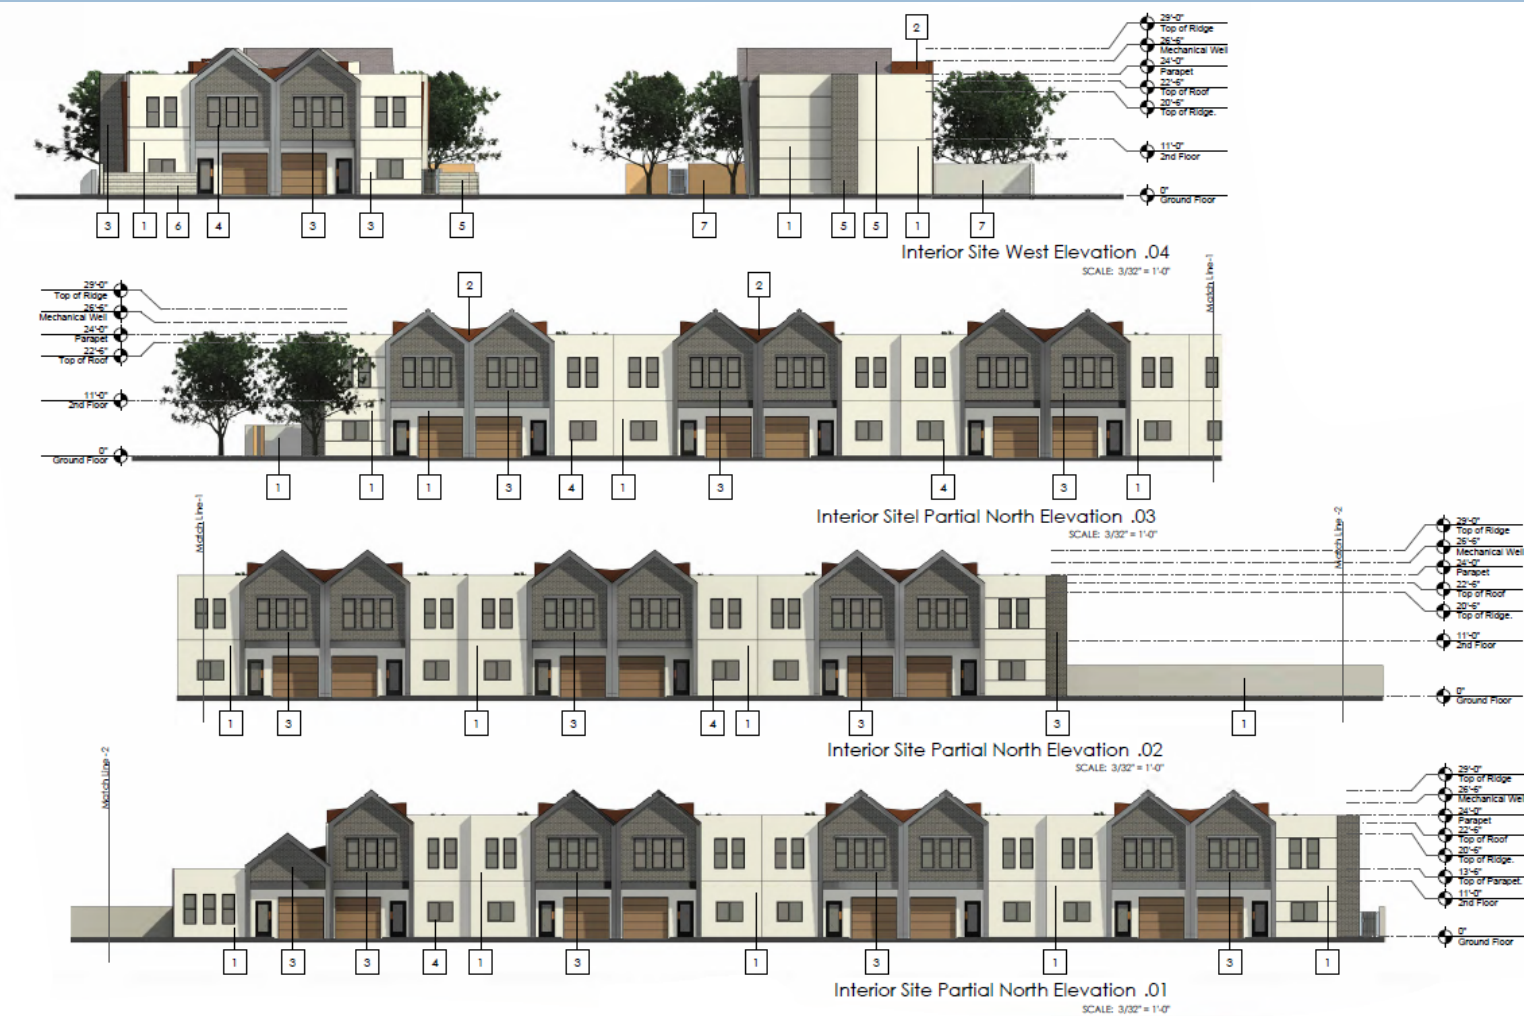 2
29'-0"
Top of Ridge
26'-6"
Mechanical Well
24'-0"
Parapet
22'-6"
Top of Roof
20'-6"
Top of Ridge.
11'-0"
2nd Floor
0"
Ground Floor
3 1 6 4 3 3 5 7 1 5 5 1 7
Interior Site West Elevation .04
SCALE: 3/32" = 1'-0"
Match Line-1
29'-0"
Top of Ridge
26'-6"
Mechanical Well
24'-0"
Parapet
22'-6"
Top of Roof
11'-0"
2nd Floor
0"
Ground Floor
2 2
1 1 1 3 4 1 3 4 3 1
Interior Sitel Partial North Elevation .03
SCALE: 3/32" = 1'-0"
Match Line-1
Match Line -2
29'-0"
Top of Ridge
26'-6"
Mechanical Well
24'-0"
Parapet
22'-6"
Top of Roof
20'-6"
Top of Ridge.
11'-0"
2nd Floor
0"
Ground Floor
1 3 1 3 4 1 3 3 1
Interior Site Partial North Elevation .02
SCALE: 3/32" = 1'-0"
Match Line -2
29'-0"
Top of Ridge
26'-6"
Mechanical Well
24'-0"
Parapet
22'-6"
Top of Roof
20'-6"
Top of Ridge.
13'-6"
Top of Parapet.
11'-0"
2nd Floor
0"
Ground Floor
1 3 3 4 1 3 1 3 1 3 1
Interior Site Partial North Elevation .01
SCALE: 3/32" = 1'-0"